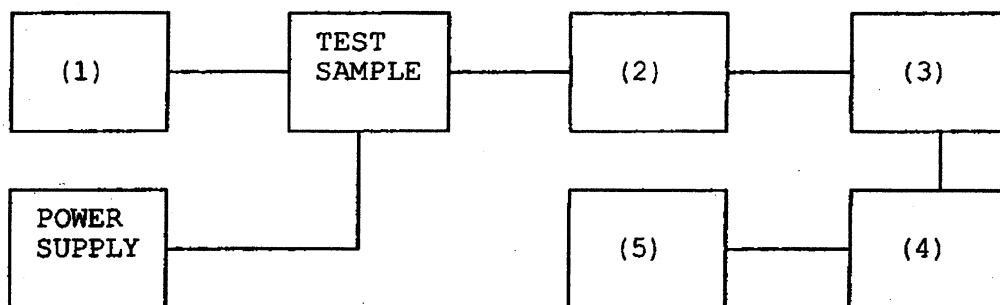 (1)
TEST
SAMPLE
(2)
(3)
POWER
SUPPLY
(5)
(4)